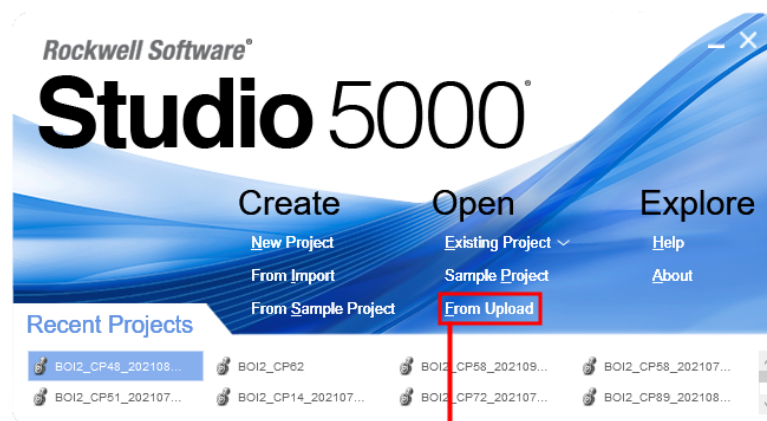 Rockwell Software®
Studio 5000®
Create Open Explore
New Project Existing Project Help
From Import Sample Project About
From Sample Project From Upload
Recent Projects
BOI2_CP48_202108... BOI2_CP62 BOI2_CP58_202109... BOI2_CP58_202107...
BOI2_CP51_202107... BOI2_CP14_202107... BOI2_CP72_202107... BOI2_CP89_202108...